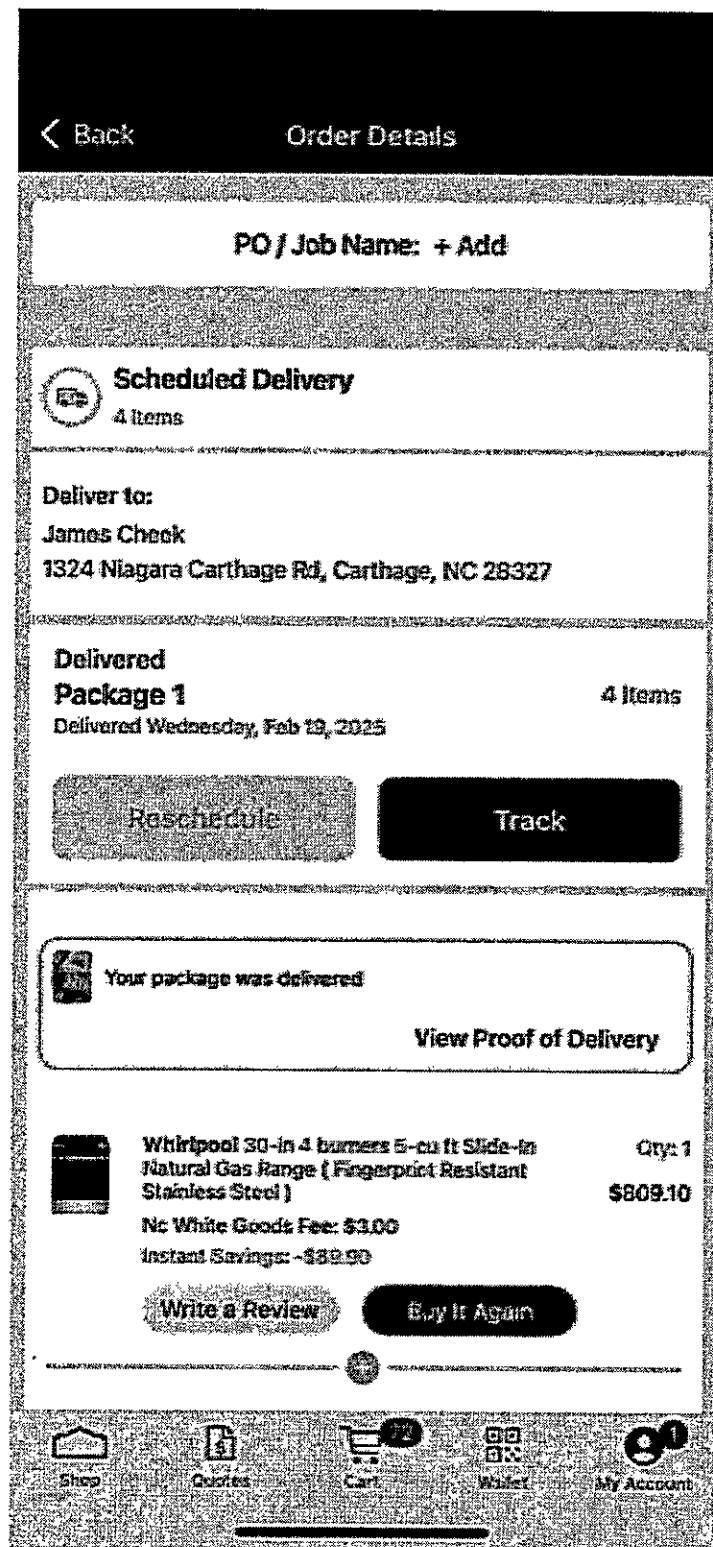 Back
Order Details
PO / Job Name: + Add
Scheduled Delivery
4 Items
Deliver to:
James Cheek
1324 Niagara Carthage Rd, Carthage, NC 28327
Delivered
Package 1
4 Items
Delivered Wednesday, Feb 19, 2025
Reschedule
Track
Your package was delivered
View Proof of Delivery
Whirlpool 30-in 4 burners 5-cu ft Slide-in
Natural Gas Range ( Fingerprint Resistant
Stainless Steel )
Qty: 1
$809.10
Nc White Goods Fee: $3.00
Instant Savings: -$89.90
Write a Review
Buy It Again
Shop
Quotes
Cart
Wallet
1
My Account